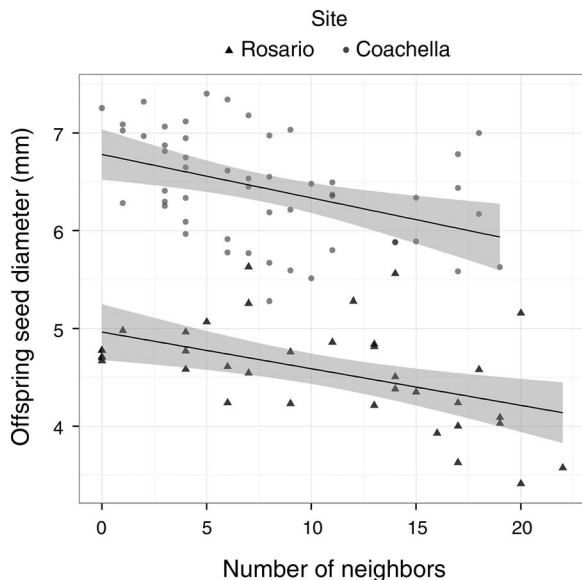 Site
▲ Rosario ● Coachella
Offspring seed diameter (mm)
7
6
5
4
0 5 10 15 20
Number of neighbors